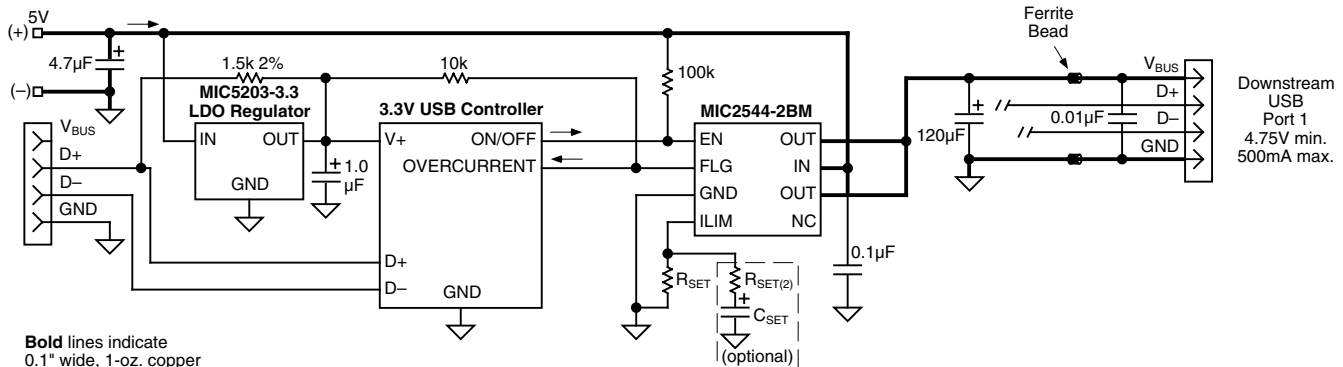 5V
(+)
4.7µF
(–)
1.5k 2%
MIC5203-3.3
LDO Regulator
IN
OUT
GND
1.0
µF
10k
3.3V USB Controller
V+
ON/OFF
OVERCURRENT
D+
D–
GND
VBUS
D+
D–
GND
100k
MIC2544-2BM
EN
OUT
FLG
IN
GND
OUT
ILIM
NC
RSET
RSET(2)
CSET
(optional)
0.1µF
120µF
Ferrite
Bead
0.01µF
VBUS
D+
D–
GND
Downstream
USB
Port 1
4.75V min.
500mA max.
Bold lines indicate
0.1" wide, 1-oz. copper